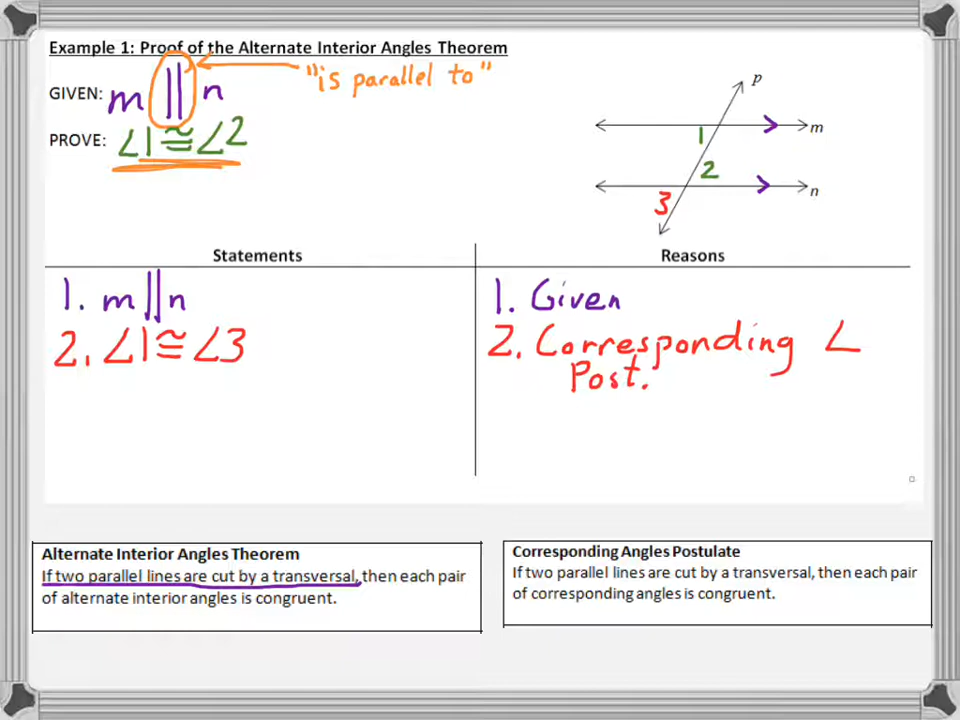 Example 1: Proof of the Alternate Interior Angles Theorem
GIVEN: m || n
"is parallel to"
PROVE: ∠1 ≅ ∠2
p
1
m
2
n
3
Statements
Reasons
1. m || n
1. Given
2. ∠1 ≅ ∠3
2. Corresponding ∠
Post.
Alternate Interior Angles Theorem
If two parallel lines are cut by a transversal, then each pair
of alternate interior angles is congruent.
Corresponding Angles Postulate
If two parallel lines are cut by a transversal, then each pair
of corresponding angles is congruent.